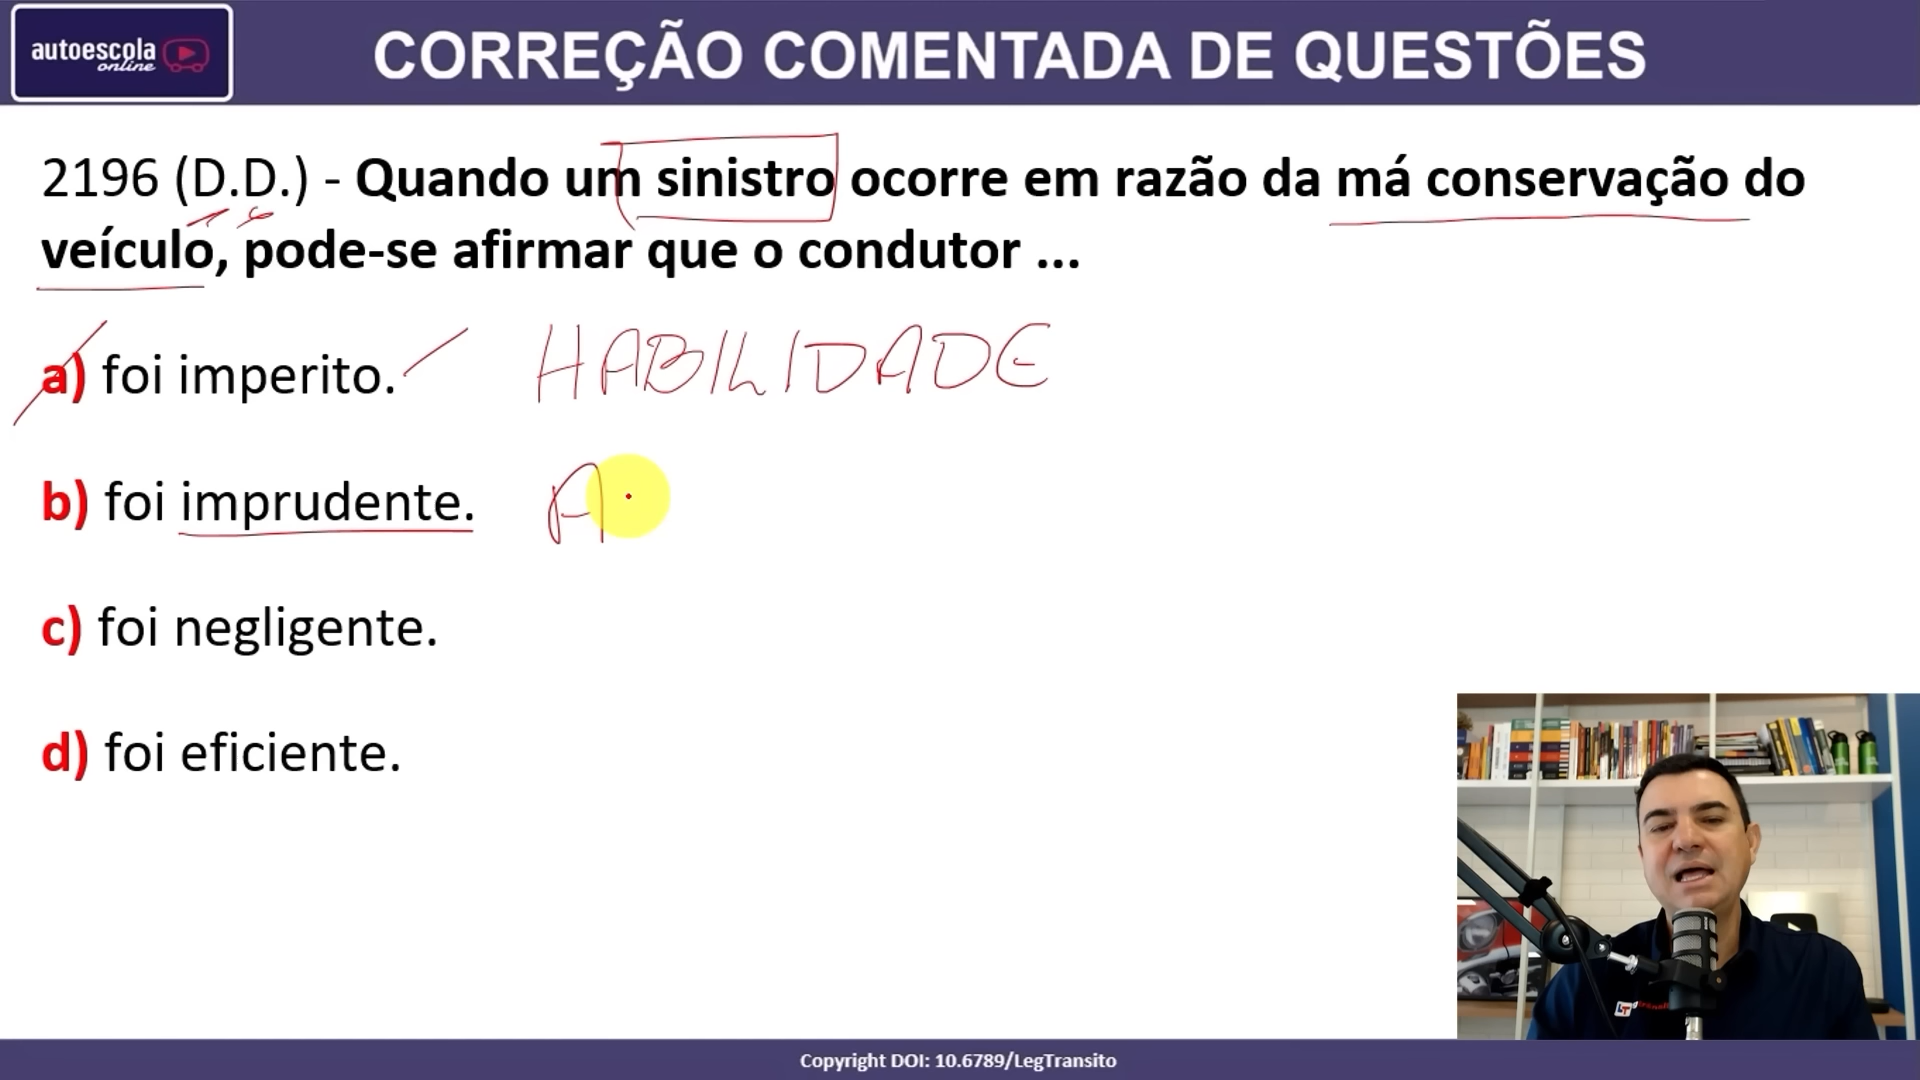 autoescola
online
CORREÇÃO COMENTADA DE QUESTÕES
2196 (D.D.) - Quando um sinistro ocorre em razão da má conservação do
veículo, pode-se afirmar que o condutor ...
a) foi imperito. HABILIDADE
b) foi imprudente. A
c) foi negligente.
d) foi eficiente.
LT
Copyright DOI: 10.6789/LegTransito